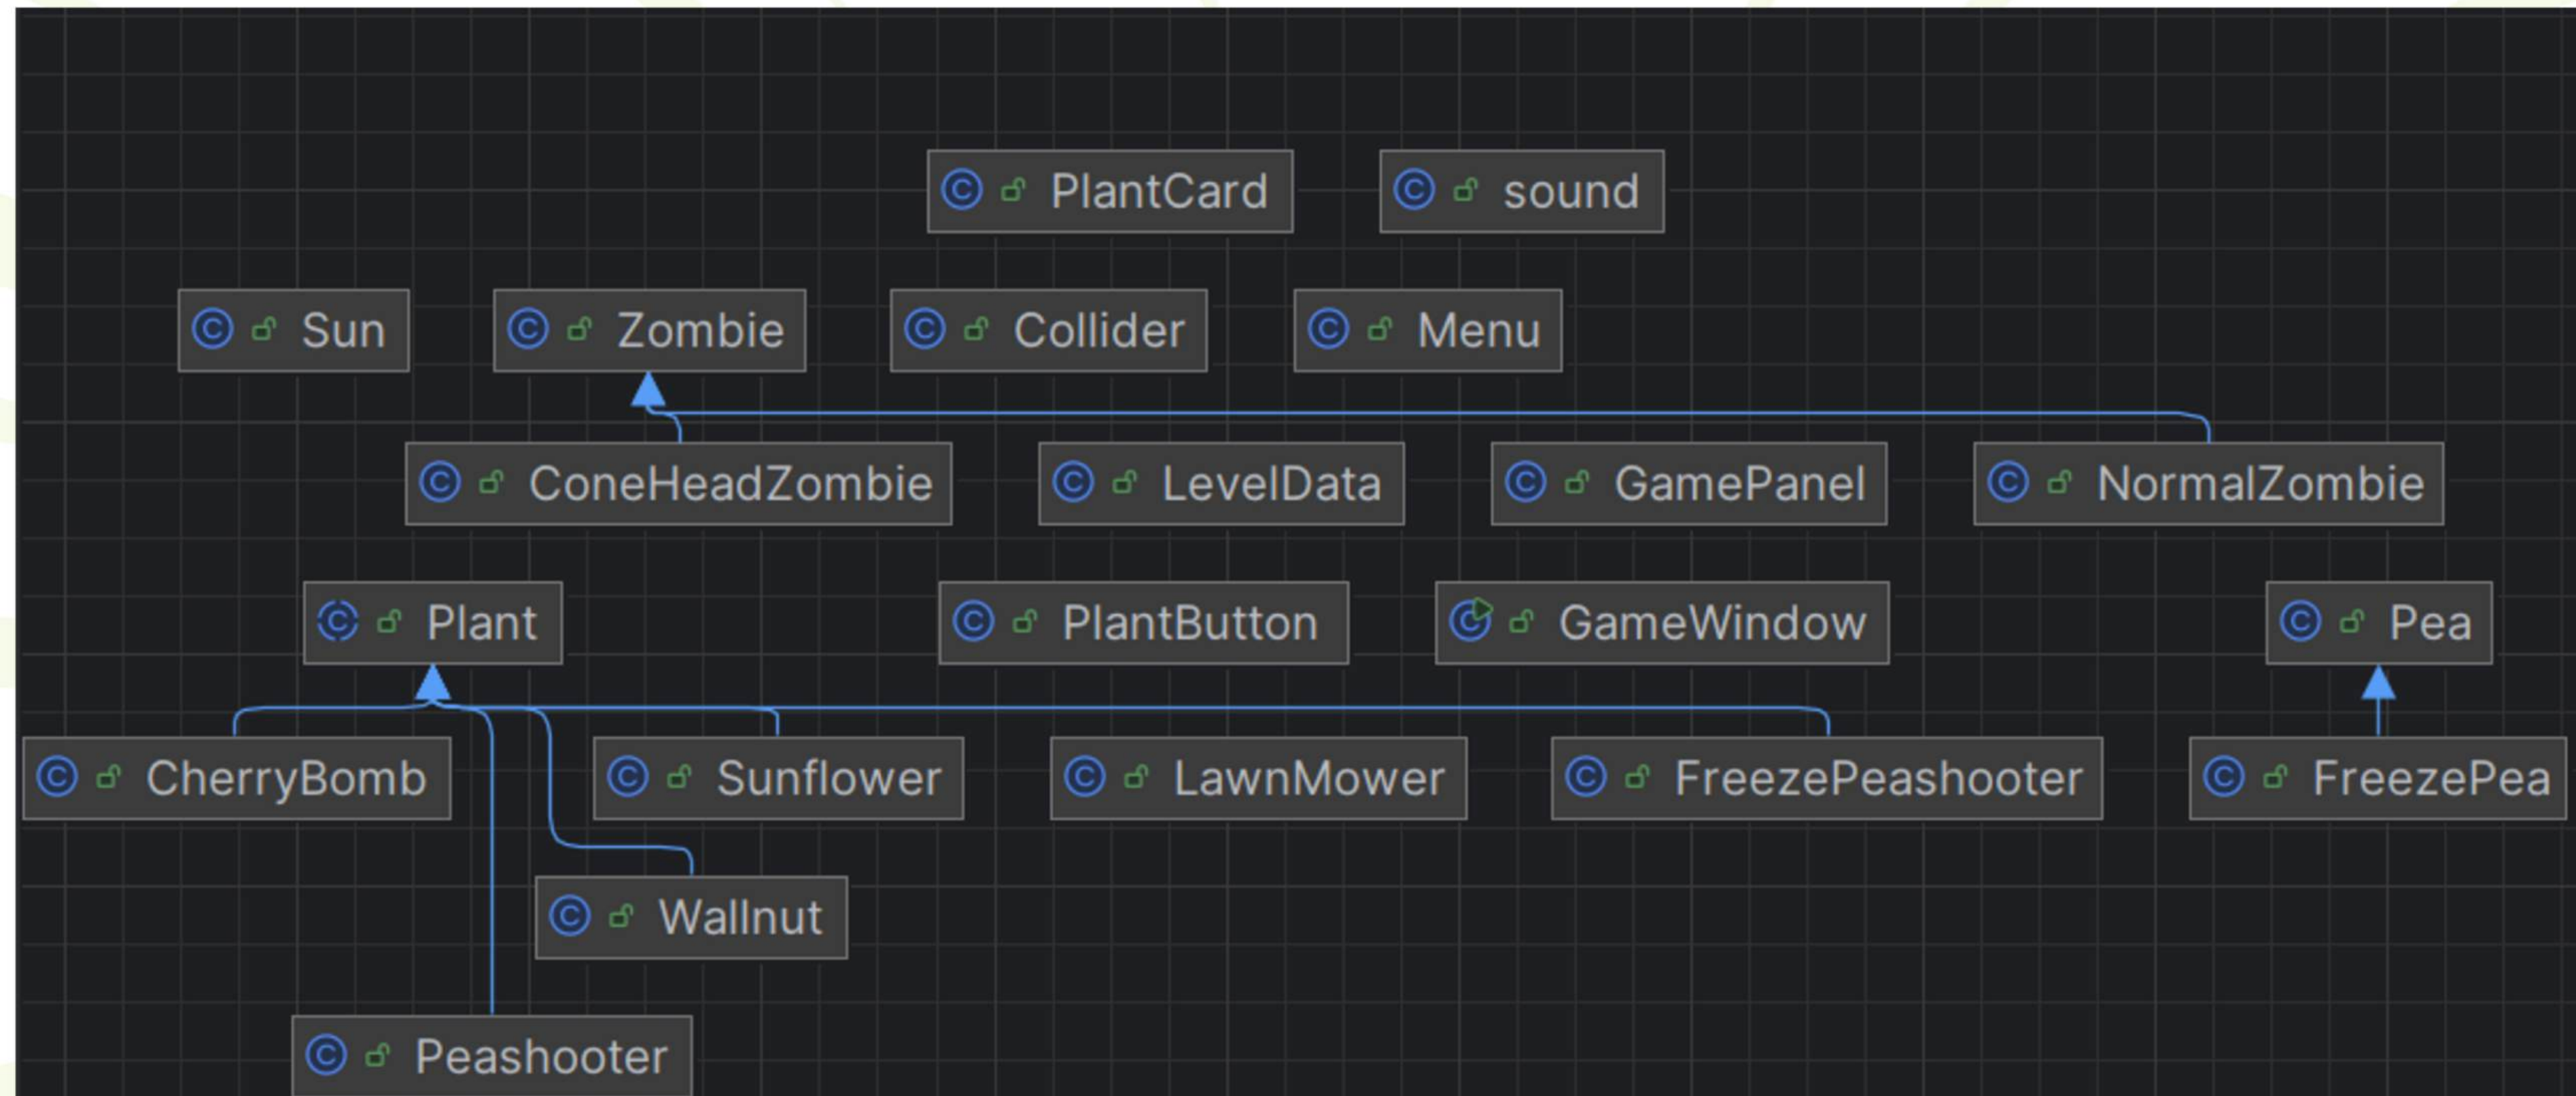 PlantCard sound
Sun Zombie Collider Menu
ConeHeadZombie LevelData GamePanel NormalZombie
Plant PlantButton GameWindow Pea
CherryBomb Sunflower LawnMower FreezePeashooter FreezePea
Wallnut
Peashooter